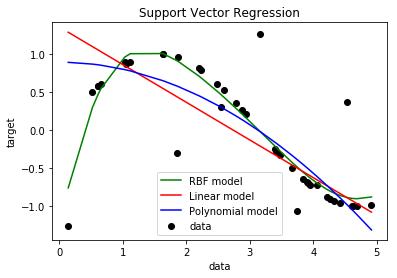 Support Vector Regression
target
1.0
0.5
0.0
−0.5
−1.0
RBF model
Linear model
Polynomial model
data
0 1 2 3 4 5
data